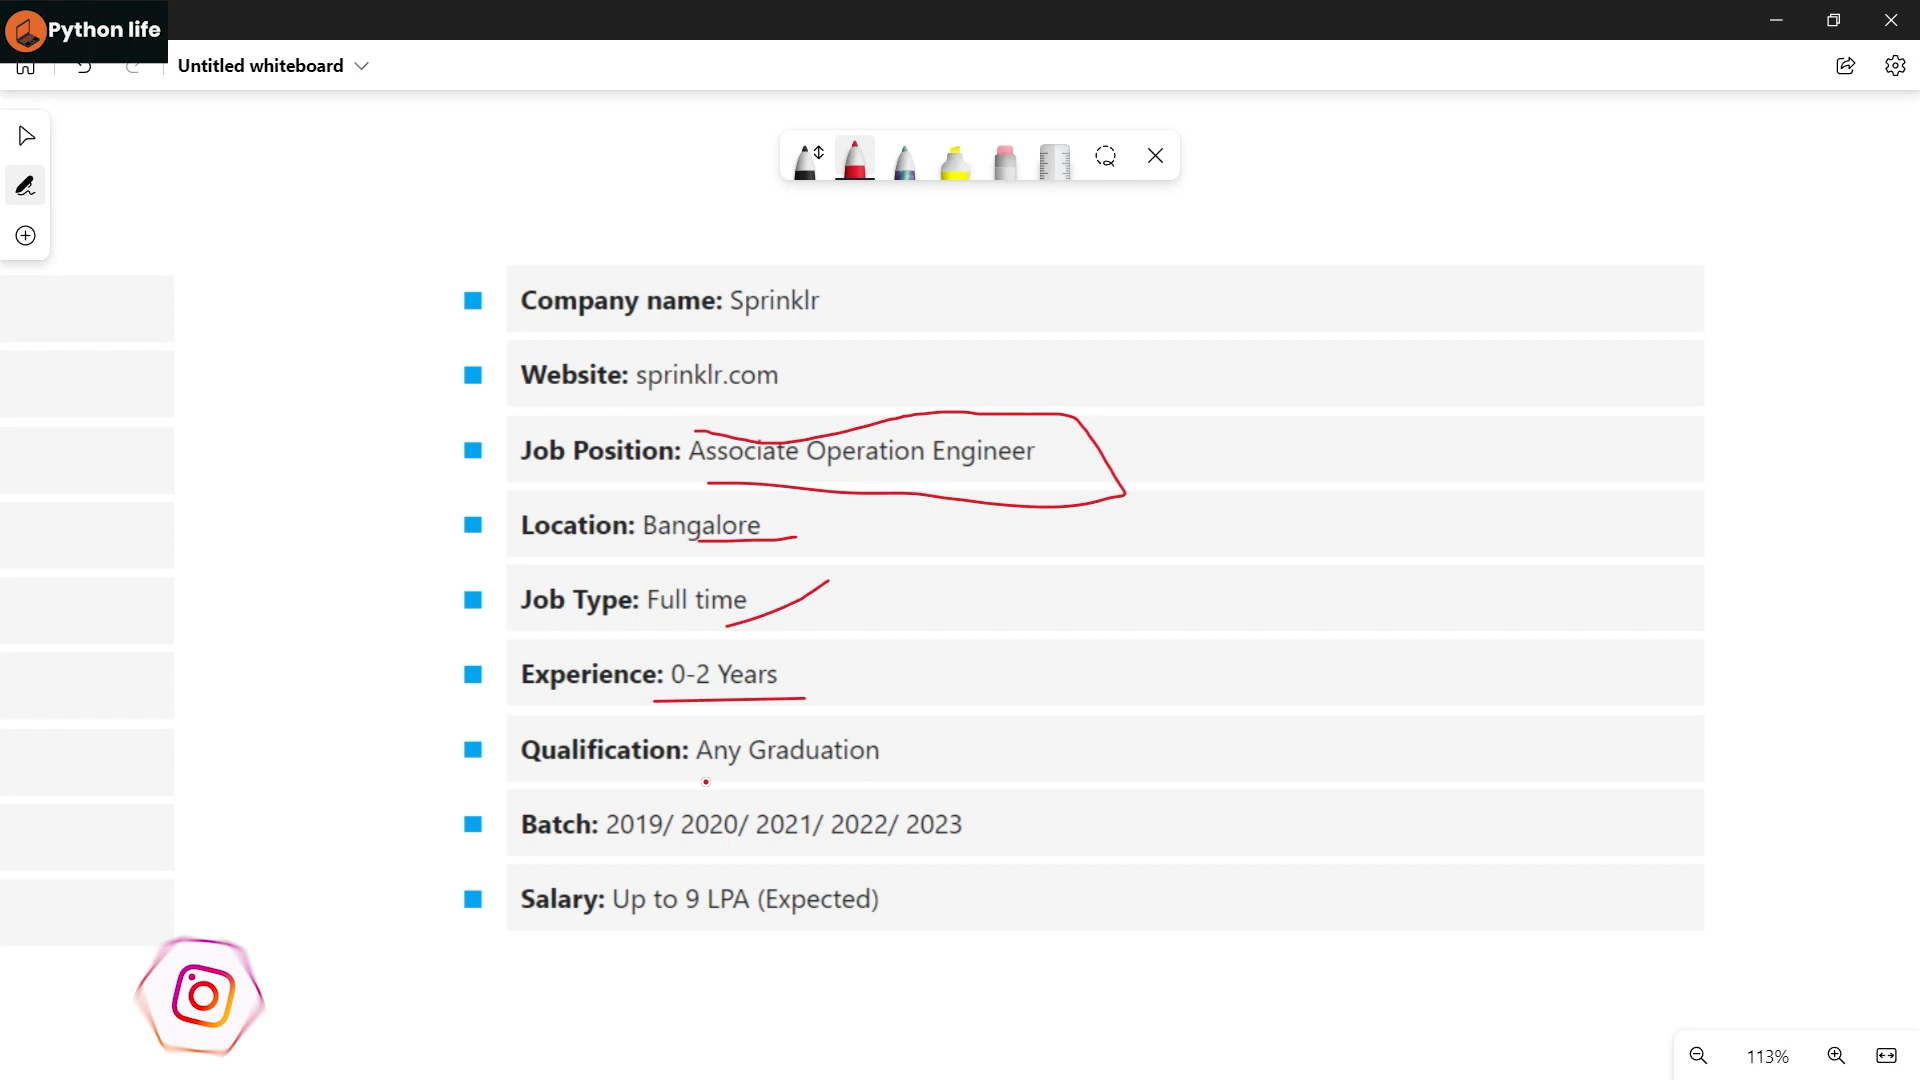 Python life
Untitled whiteboard
Company name: Sprinklr
Website: sprinklr.com
Job Position: Associate Operation Engineer
Location: Bangalore
Job Type: Full time
Experience: 0-2 Years
Qualification: Any Graduation
Batch: 2019/ 2020/ 2021/ 2022/ 2023
Salary: Up to 9 LPA (Expected)
113%